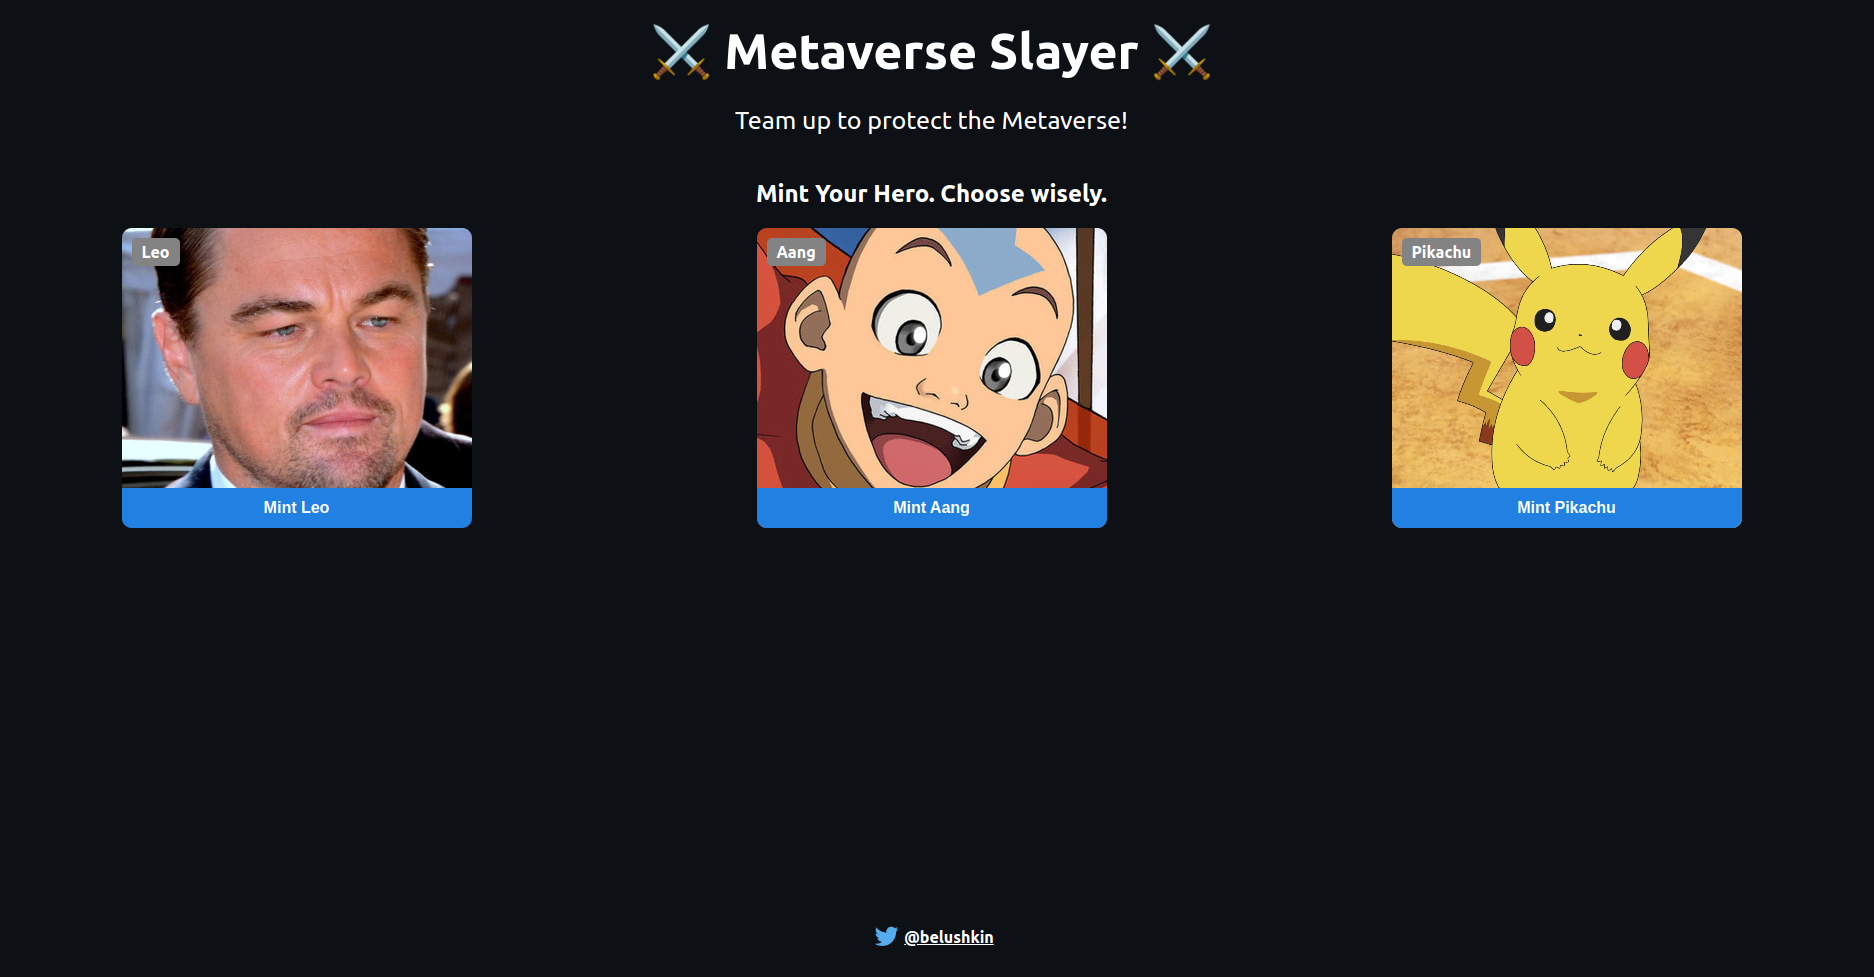 ⚔️ Metaverse Slayer ⚔️
Team up to protect the Metaverse!
Mint Your Hero. Choose wisely.
Leo
Aang
Pikachu
Mint Leo
Mint Aang
Mint Pikachu
@belushkin